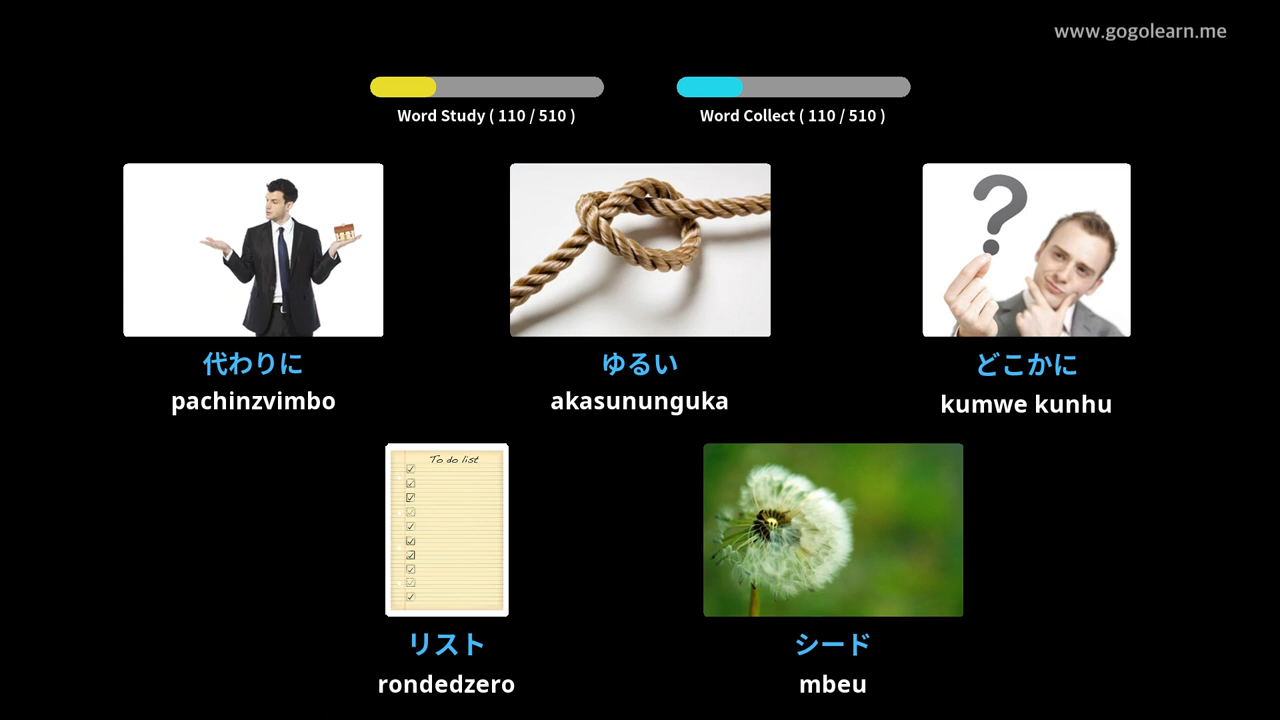 www.gogolearn.me
Word Study ( 110 / 510 )
Word Collect ( 110 / 510 )
代わりに
pachinzvimbo
ゆるい
akasununguka
どこかに
kumwe kunhu
To do list
リスト
rondedzero
シード
mbeu